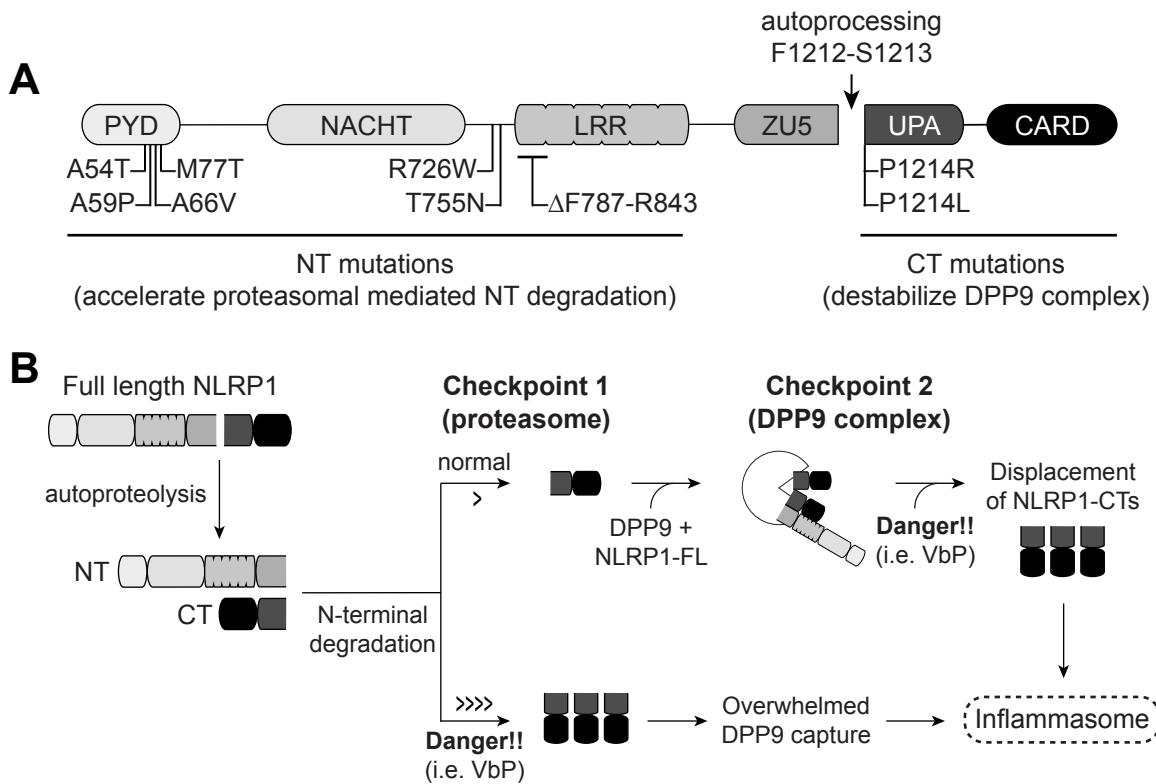 A
autoprocessing
F1212-S1213
PYD
NACHT
LRR
ZU5
UPA
CARD
A54T
M77T
A59P
A66V
R726W
T755N
ΔF787-R843
P1214R
P1214L
NT mutations
(accelerate proteasomal mediated NT degradation)
CT mutations
(destabilize DPP9 complex)
B
Full length NLRP1
autoproteolysis
NT
CT
N-terminal
degradation
Checkpoint 1
(proteasome)
normal
>
DPP9 +
NLRP1-FL
Checkpoint 2
(DPP9 complex)
Danger!!
(i.e. VbP)
Displacement
of NLRP1-CTs
>>>>
Danger!!
(i.e. VbP)
Overwhelmed
DPP9 capture
Inflammasome